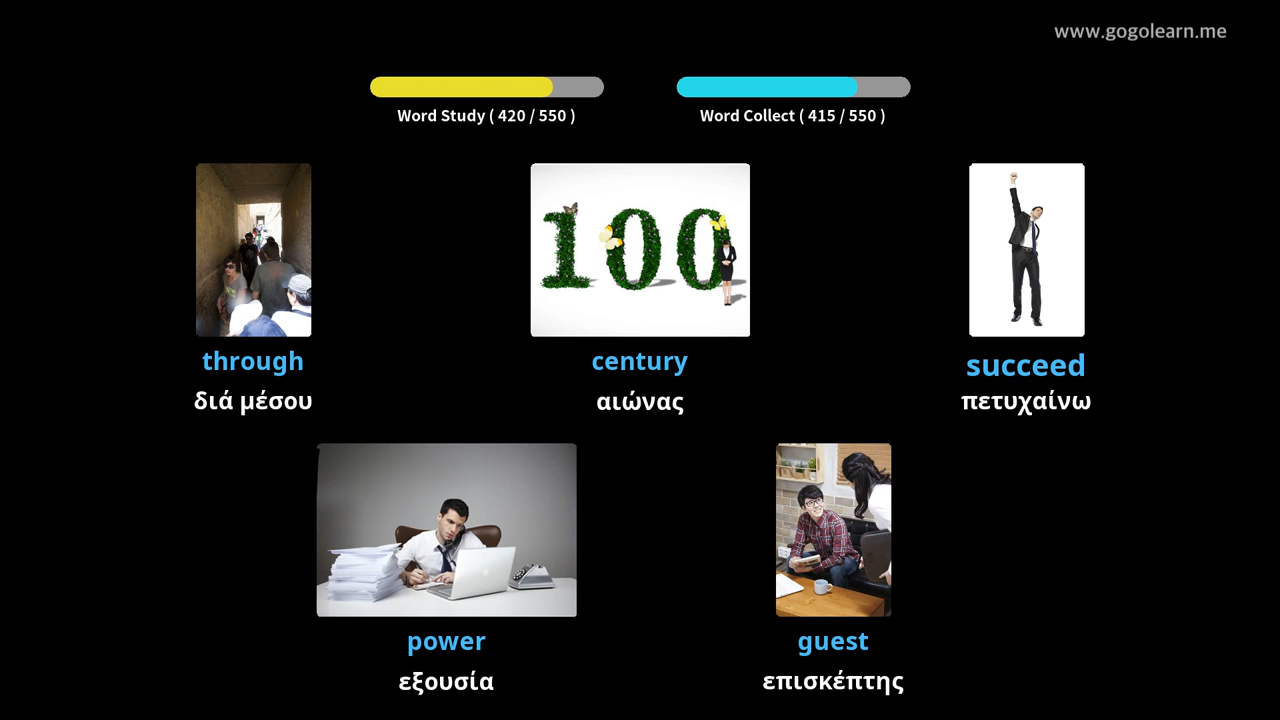 www.gogolearn.me
Word Study ( 420 / 550 )
Word Collect ( 415 / 550 )
100
through
century
succeed
διά μέσου
αιώνας
πετυχαίνω
power
guest
εξουσία
επισκέπτης